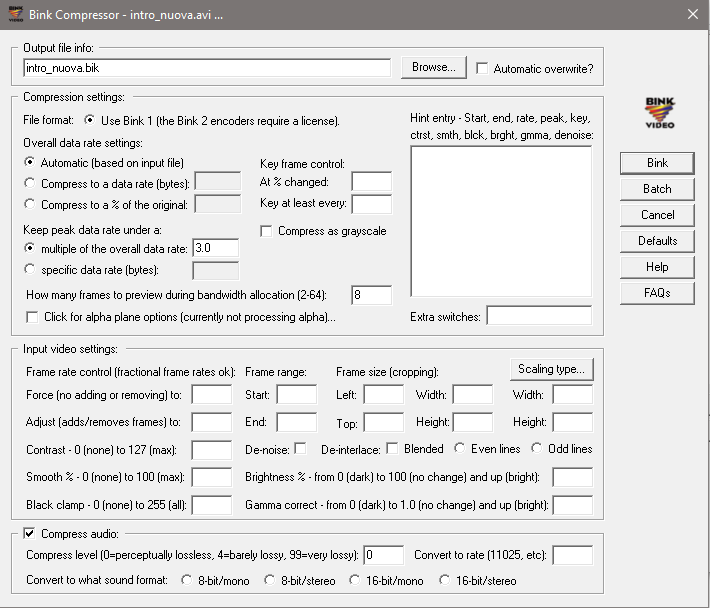 Bink Compressor - intro_nuova.avi ...
Output file info:
intro_nuova.bik
Browse...
Automatic overwrite?
Compression settings:
File format:
Use Bink 1 (the Bink 2 encoders require a license).
Overall data rate settings:
Automatic (based on input file)
Compress to a data rate (bytes):
Compress to a % of the original:
Key frame control:
At % changed:
Key at least every:
Keep peak data rate under a:
multiple of the overall data rate:
3.0
specific data rate (bytes):
Compress as grayscale
How many frames to preview during bandwidth allocation (2-64):
8
Click for alpha plane options (currently not processing alpha)...
Hint entry - Start, end, rate, peak, key,
ctrst, smth, blck, brght, gmma, denoise:
Extra switches:
BINK
VIDEO
Bink
Batch
Cancel
Defaults
Help
FAQs
Input video settings:
Frame rate control (fractional frame rates ok):
Frame range:
Frame size (cropping):
Scaling type...
Force (no adding or removing) to:
Start:
Left:
Width:
Width:
Adjust (adds/removes frames) to:
End:
Top:
Height:
Height:
Contrast - 0 (none) to 127 (max):
De-noise:
De-interlace:
Blended
Even lines
Odd lines
Smooth % - 0 (none) to 100 (max):
Brightness % - from 0 (dark) to 100 (no change) and up (bright):
Black clamp - 0 (none) to 255 (all):
Gamma correct - from 0 (dark) to 1.0 (no change) and up (bright):
Compress audio:
Compress level (0=perceptually lossless, 4=barely lossy, 99=very lossy):
0
Convert to rate (11025, etc):
Convert to what sound format:
8-bit/mono
8-bit/stereo
16-bit/mono
16-bit/stereo